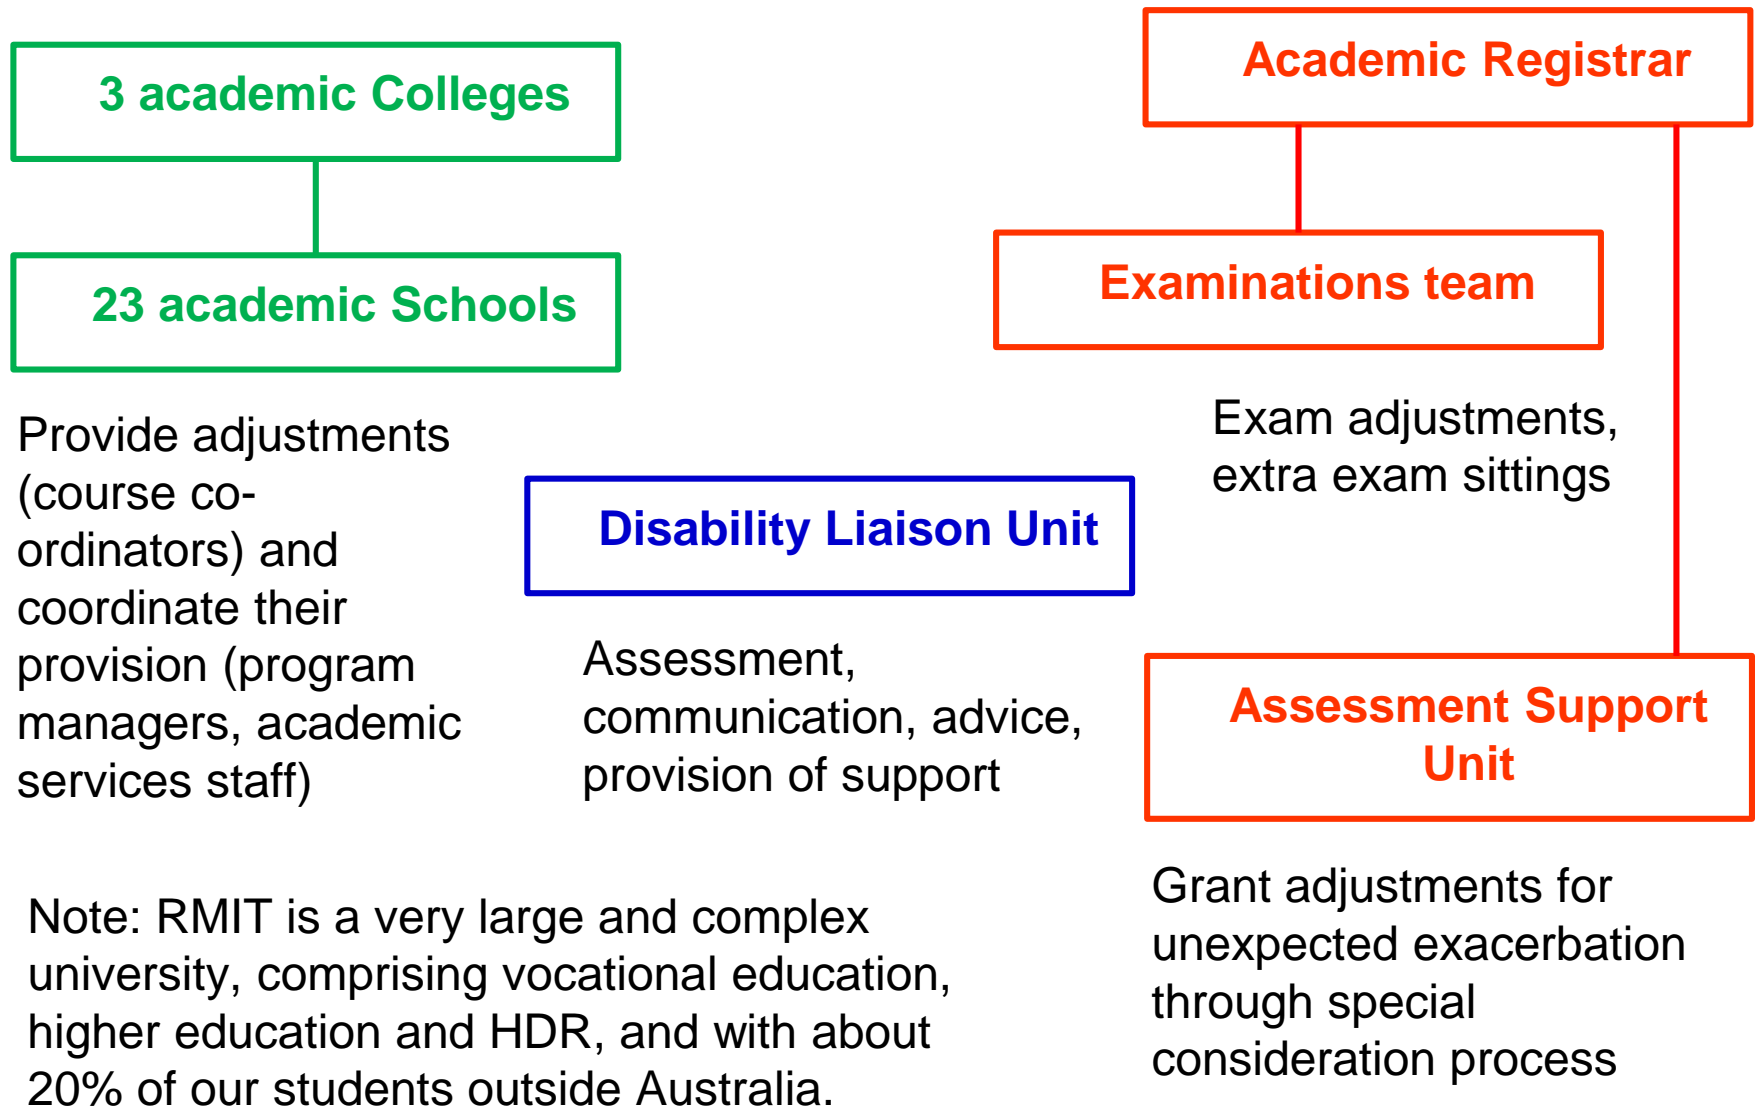 3 academic Colleges
23 academic Schools
Provide adjustments
(course co-
ordinators) and
coordinate their
provision (program
managers, academic
services staff)
Disability Liaison Unit
Assessment,
communication, advice,
provision of support
Academic Registrar
Examinations team
Exam adjustments,
extra exam sittings
Assessment Support
Unit
Grant adjustments for
unexpected exacerbation
through special
consideration process
Note: RMIT is a very large and complex
university, comprising vocational education,
higher education and HDR, and with about
20% of our students outside Australia.